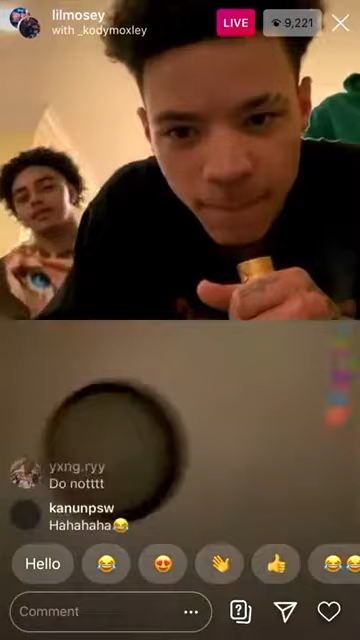 lilmosey
LIVE
9,221
with _kodymoxley
yxng.ryy
Do notttt
kanunpsw
Hahahaha😂
Hello
Comment